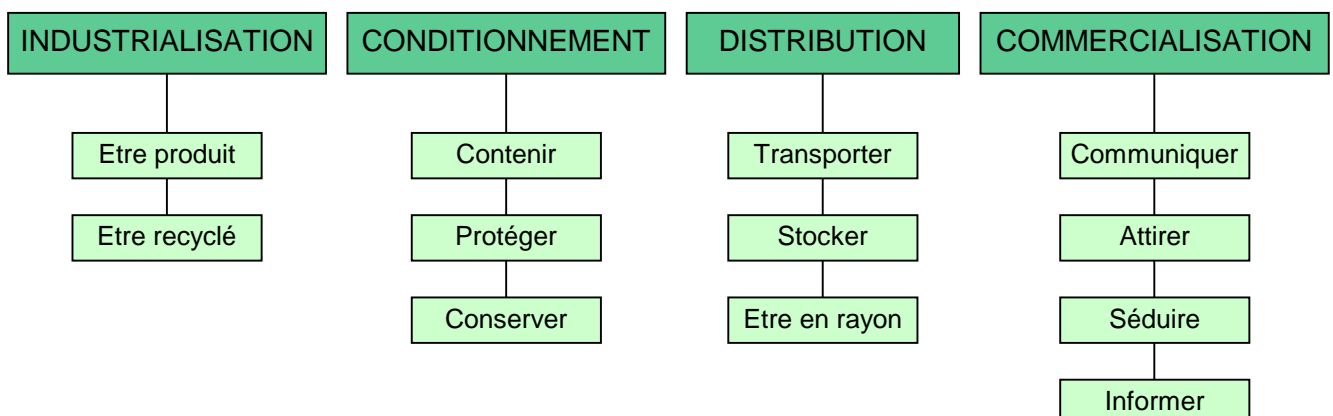 INDUSTRIALISATION
Etre produit
Etre recyclé
CONDITIONNEMENT
Contenir
Protéger
Conserver
DISTRIBUTION
Transporter
Stocker
Etre en rayon
COMMERCIALISATION
Communiquer
Attirer
Séduire
Informer